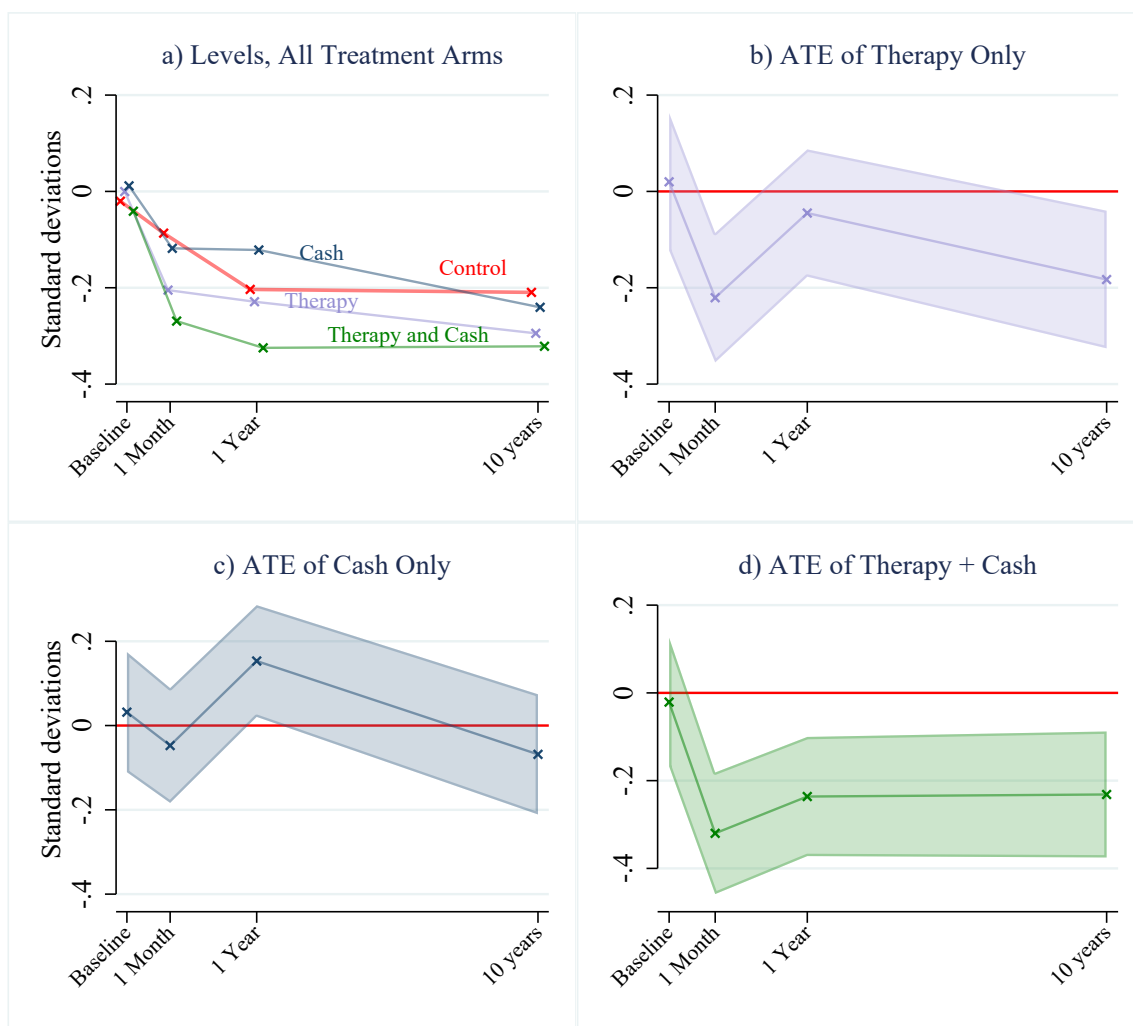 a) Levels, All Treatment Arms
Standard deviations
.2
0
-.2
-.4
Cash
Control
Therapy
Therapy and Cash
Baseline
1 Month
1 Year
10 years
b) ATE of Therapy Only
.2
0
-.2
-.4
Baseline
1 Month
1 Year
10 years
c) ATE of Cash Only
Standard deviations
.2
0
-.2
-.4
Baseline
1 Month
1 Year
10 years
d) ATE of Therapy + Cash
.2
0
-.2
-.4
Baseline
1 Month
1 Year
10 years